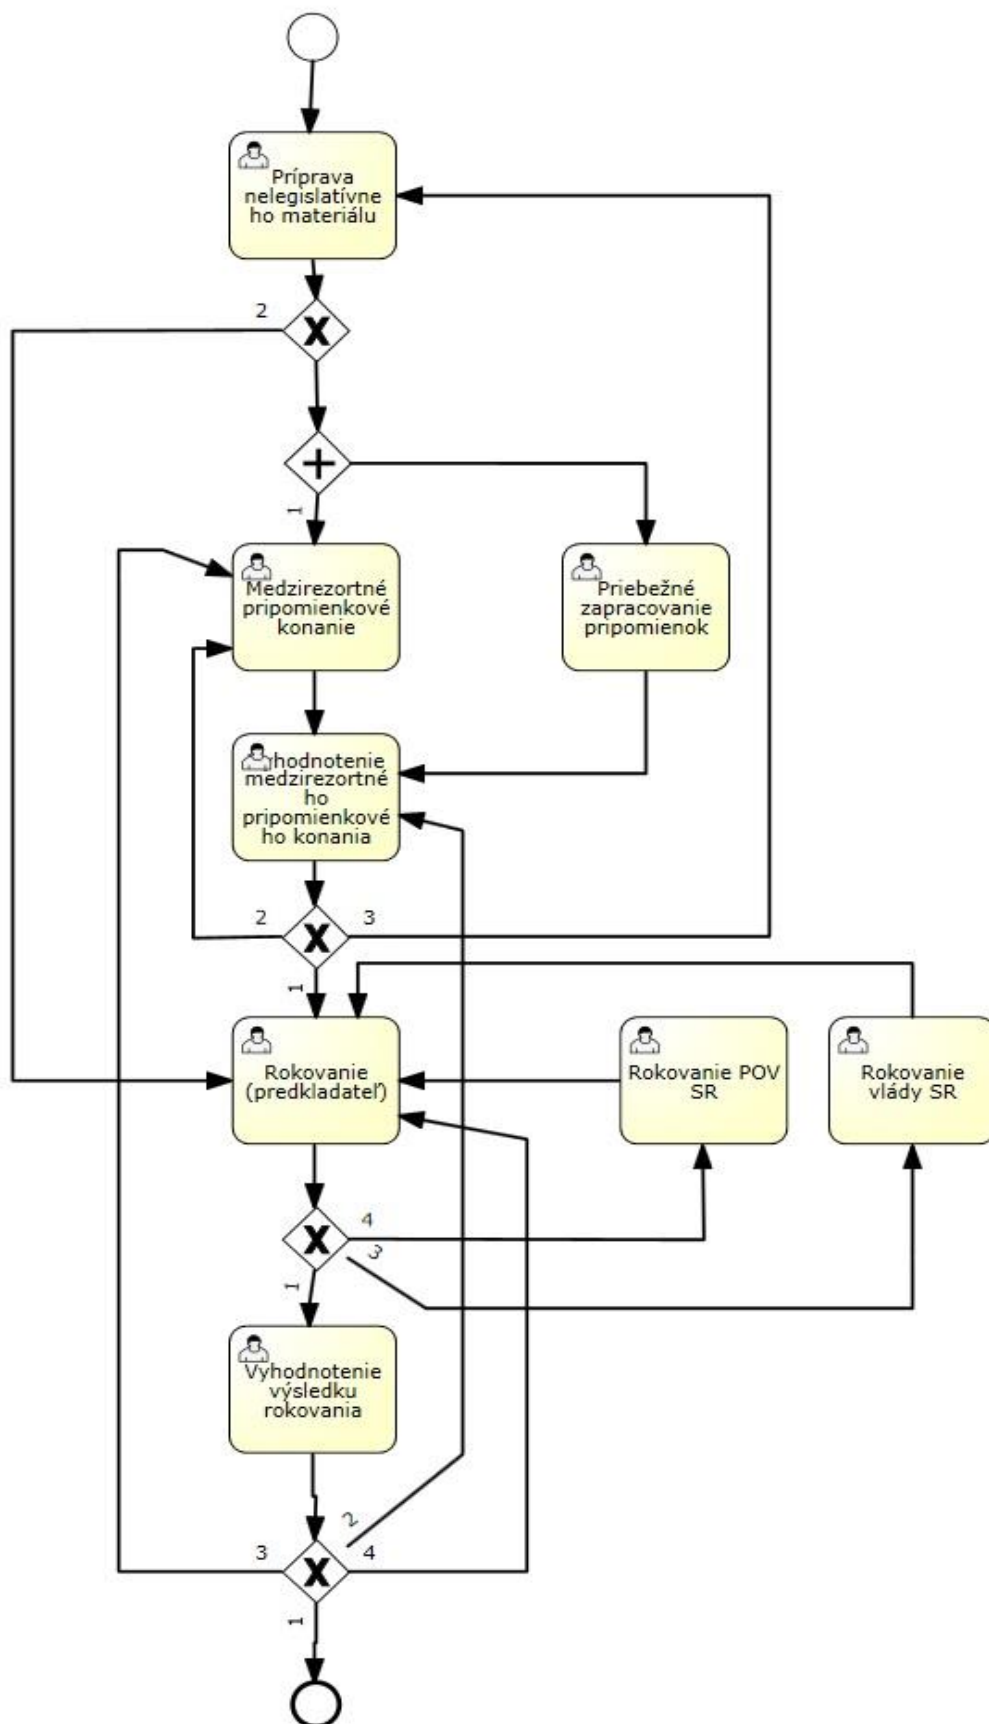 Príprava
nelegislatívne
ho materiálu
2
1
Medzirezortné
pripomienkové
konanie
Priebežné
zapracovanie
pripomienok
hodnotenie
medzirezortné
ho
pripomienkové
ho konania
2
3
1
Rokovanie
(predkladateľ)
Rokovanie POV
SR
Rokovanie
vlády SR
4
3
1
Vyhodnotenie
výsledku
rokovania
2
3
4
1